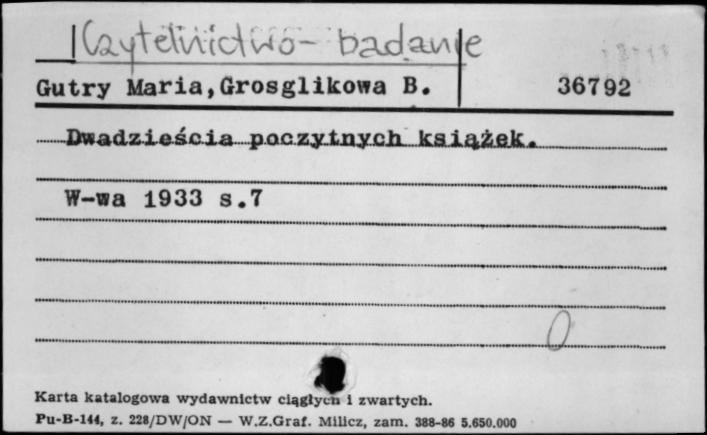 Czytelnictwo - badanie
Gutry Maria,Grosglikowa B. 36792
Dwadzieścia poczytnych książek.
W-wa 1933 s.7
0
Karta katalogowa wydawnictw ciągłych i zwartych.
Pu-B-144, z. 228/DW/ON — W.Z.Graf. Milicz, zam. 388-86 5.650.000